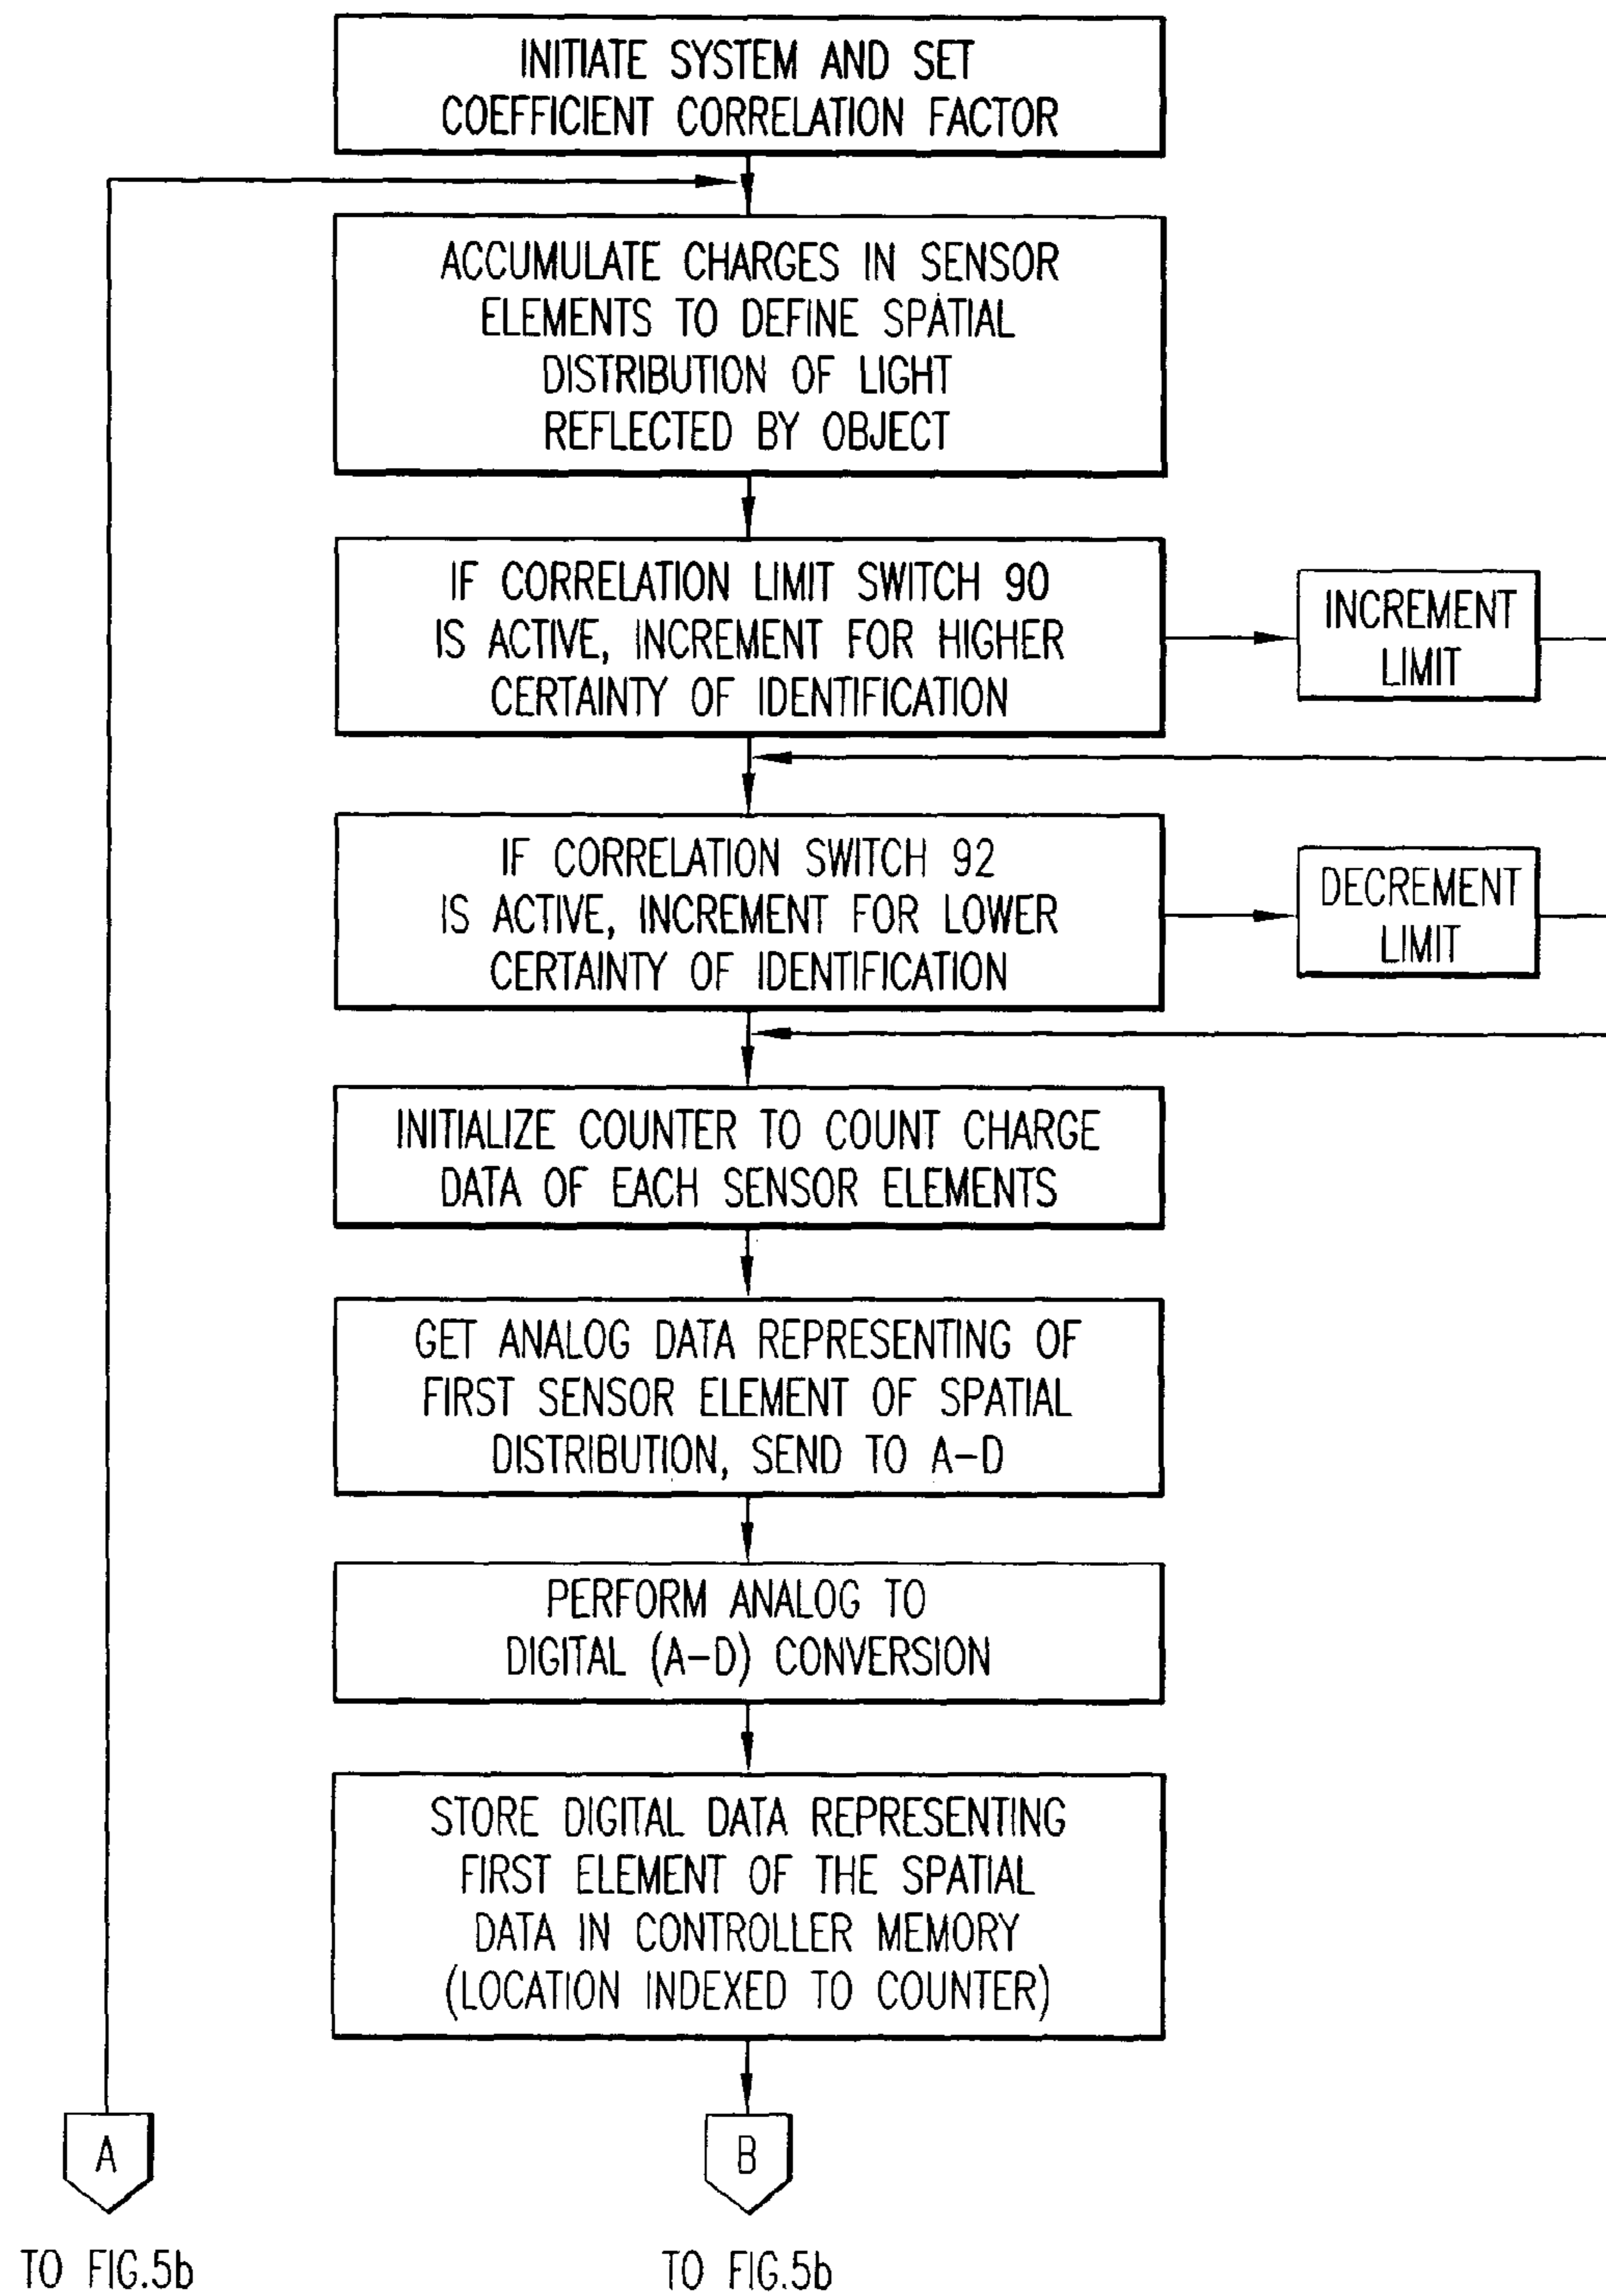 INITIATE SYSTEM AND SET
COEFFICIENT CORRELATION FACTOR
ACCUMULATE CHARGES IN SENSOR
ELEMENTS TO DEFINE SPATIAL
DISTRIBUTION OF LIGHT
REFLECTED BY OBJECT
IF CORRELATION LIMIT SWITCH 90
IS ACTIVE, INCREMENT FOR HIGHER
CERTAINTY OF IDENTIFICATION
INCREMENT
LIMIT
IF CORRELATION SWITCH 92
IS ACTIVE, INCREMENT FOR LOWER
CERTAINTY OF IDENTIFICATION
DECREMENT
LIMIT
INITIALIZE COUNTER TO COUNT CHARGE
DATA OF EACH SENSOR ELEMENTS
GET ANALOG DATA REPRESENTING OF
FIRST SENSOR ELEMENT OF SPATIAL
DISTRIBUTION, SEND TO A-D
PERFORM ANALOG TO
DIGITAL (A-D) CONVERSION
STORE DIGITAL DATA REPRESENTING
FIRST ELEMENT OF THE SPATIAL
DATA IN CONTROLLER MEMORY
(LOCATION INDEXED TO COUNTER)
A
B
TO FIG.5b
TO FIG.5b